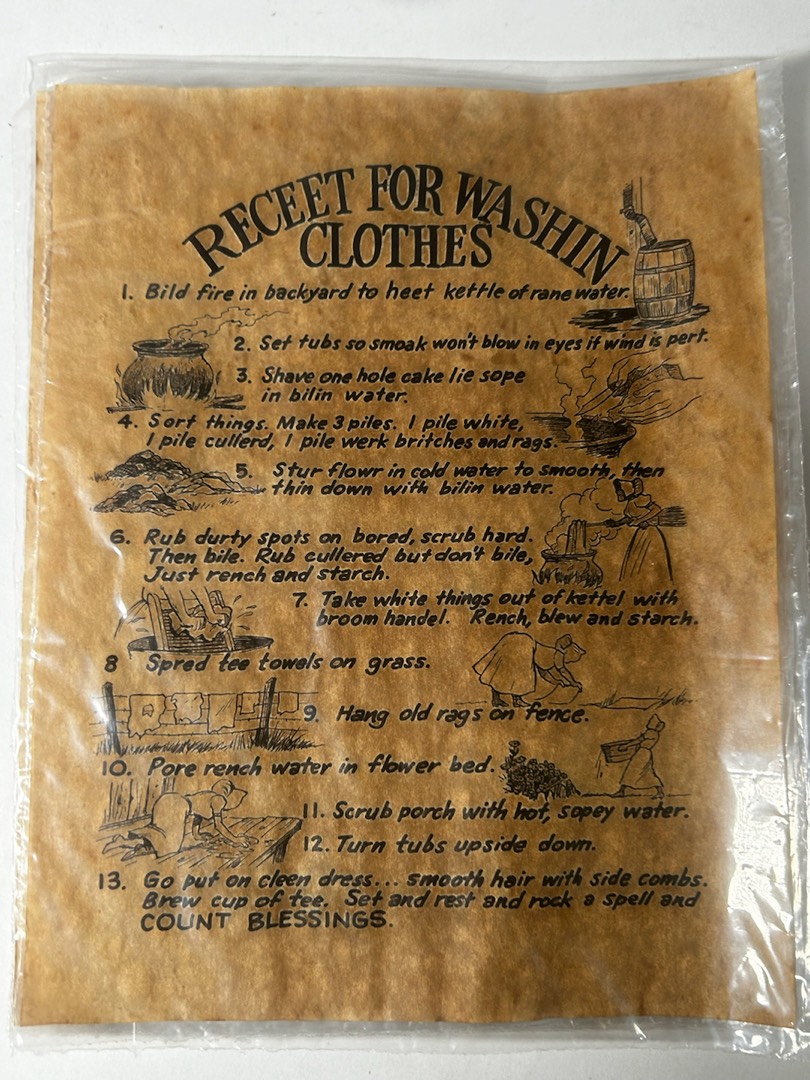 RECEET FOR WASHIN
CLOTHES
1. Bild fire in backyard to heet kettle of rane water.
2. Set tubs so smoak won't blow in eyes if wind is pert.
3. Shave one hole cake lie sope
in bilin water.
4. Sort things. Make 3 piles. 1 pile white,
1 pile cullerd, 1 pile werk britches and rags.
5. Stur flowr in cold water to smooth, then
thin down with bilin water.
6. Rub durty spots on bored, scrub hard.
Then bile. Rub cullered but don't bile,
Just rench and starch.
7. Take white things out of kettel with
broom handel. Rench, blew and starch.
8 Spred tee towels on grass.
9. Hang old rags on fence.
10. Pore rench water in flower bed.
11. Scrub porch with hot, sopey water.
12. Turn tubs upside down.
13. Go put on cleen dress... smooth hair with side combs.
Brew cup of tee. Set and rest and rock a spell and
COUNT BLESSINGS.